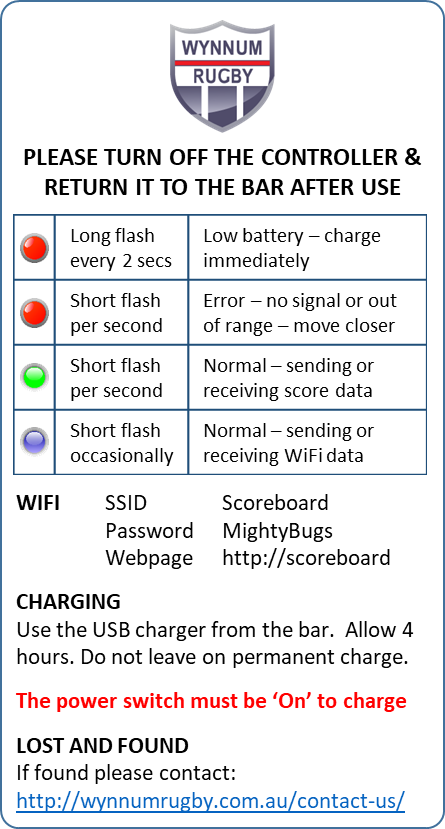 WYNNUM
RUGBY
PLEASE TURN OFF THE CONTROLLER &
RETURN IT TO THE BAR AFTER USE
Long flash every 2 secs Low battery – charge immediately
Short flash per second Error – no signal or out of range – move closer
Short flash per second Normal – sending or receiving score data
Short flash occasionally Normal – sending or receiving WiFi data
WIFI SSID Scoreboard
Password MightyBugs
Webpage http://scoreboard
CHARGING
Use the USB charger from the bar. Allow 4
hours. Do not leave on permanent charge.
The power switch must be ‘On’ to charge
LOST AND FOUND
If found please contact:
http://wynnumrugby.com.au/contact-us/